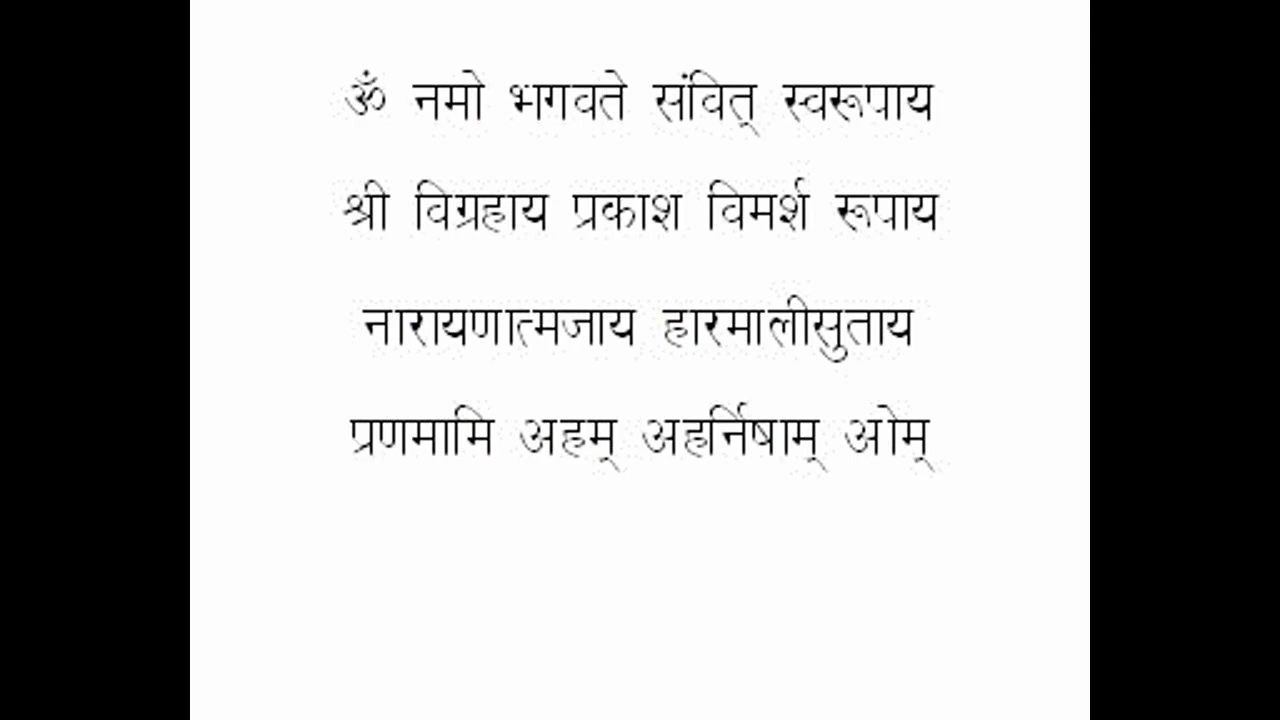 ॐ नमो भगवते संवित् स्वरूपाय
श्री विग्रहाय प्रकाश विमर्श रूपाय
नारायणात्मजाय हारमालीसुताय
प्रणमामि अहम् अहर्निषाम् ओम्